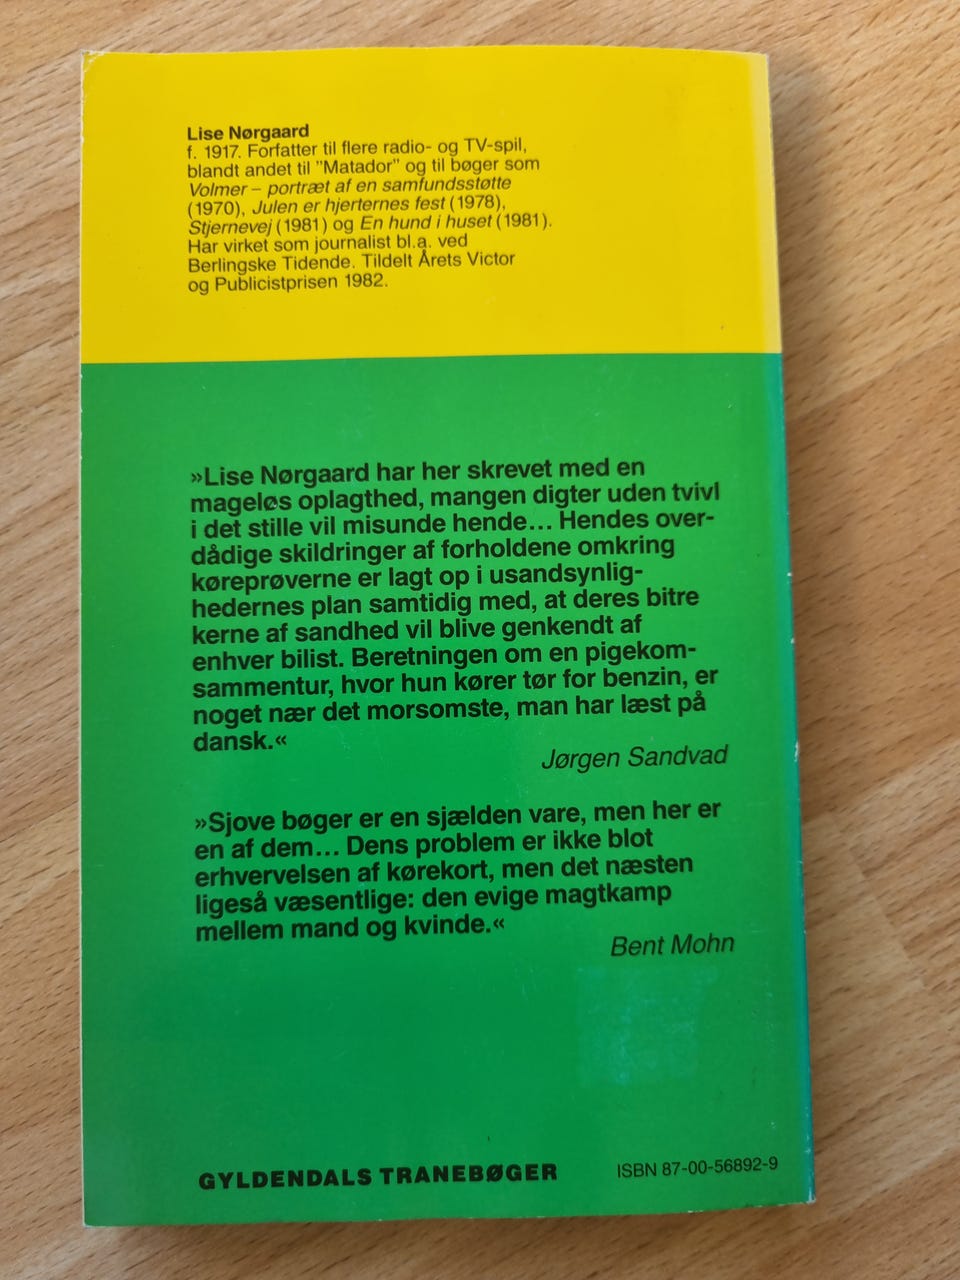 Lise Nørgaard
f. 1917. Forfatter til flere radio- og TV-spil,
blandt andet til ”Matador” og til bøger som
Volmer – portræt af en samfundsstøtte
(1970), Julen er hjerternes fest (1978),
Stjernevej (1981) og En hund i huset (1981).
Har virket som journalist bl.a. ved
Berlingske Tidende. Tildelt Årets Victor
og Publicistprisen 1982.
»Lise Nørgaard har her skrevet med en
mageløs oplagthed, mangen digter uden tvivl
i det stille vil misunde hende... Hendes over-
dådige skildringer af forholdene omkring
køreprøverne er lagt op i usandsynlig-
hedernes plan samtidig med, at deres bitre
kerne af sandhed vil blive genkendt af
enhver bilist. Beretningen om en pigekom-
sammentur, hvor hun kører tør for benzin, er
noget nær det morsomste, man har læst på
dansk.«
Jørgen Sandvad
»Sjove bøger er en sjælden vare, men her er
en af dem... Dens problem er ikke blot
erhvervelsen af kørekort, men det næsten
ligeså væsentlige: den evige magtkamp
mellem mand og kvinde.«
Bent Mohn
GYLDENDALS TRANEBØGER
ISBN 87-00-56892-9